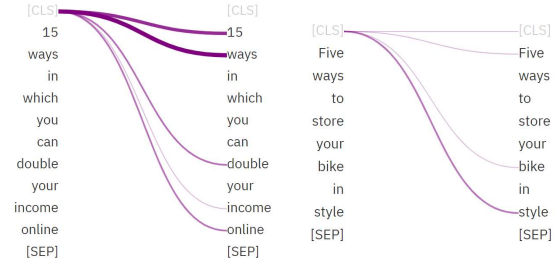 [CLS] [CLS]
15 15
ways ways
in in
which which
you you
can can
double double
your your
income income
online online
[SEP] [SEP]
[CLS] [CLS]
Five Five
ways ways
to to
store store
your your
bike bike
in in
style style
[SEP] [SEP]